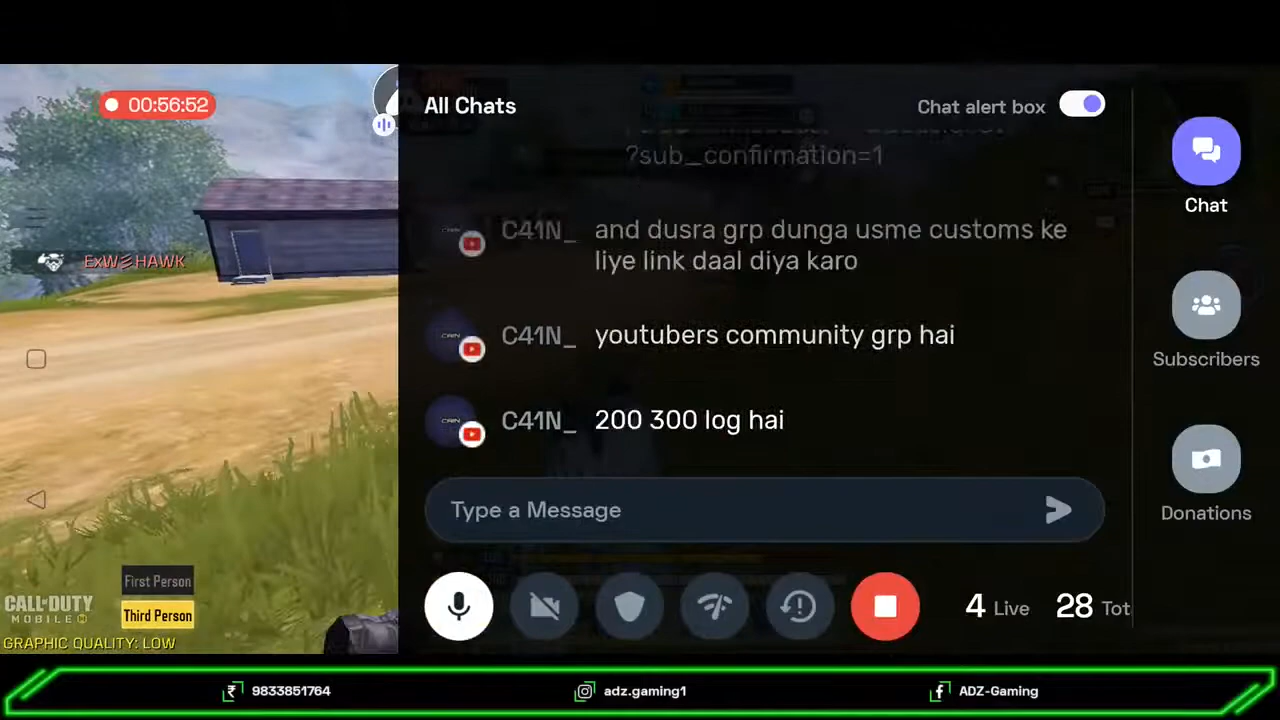 00:56:52
All Chats
Chat alert box
?sub_confirmation=1
C41N_ and dusra grp dunga usme customs ke
liye link daal diya karo
C41N_ youtubers community grp hai
C41N_ 200 300 log hai
Type a Message
Chat
Subscribers
Donations
ExW HAWK
First Person
Third Person
CALL OF DUTY
MOBILE
GRAPHIC QUALITY: LOW
4 Live 28 Tot
₹ 9833851764
adz.gaming1
ADZ-Gaming